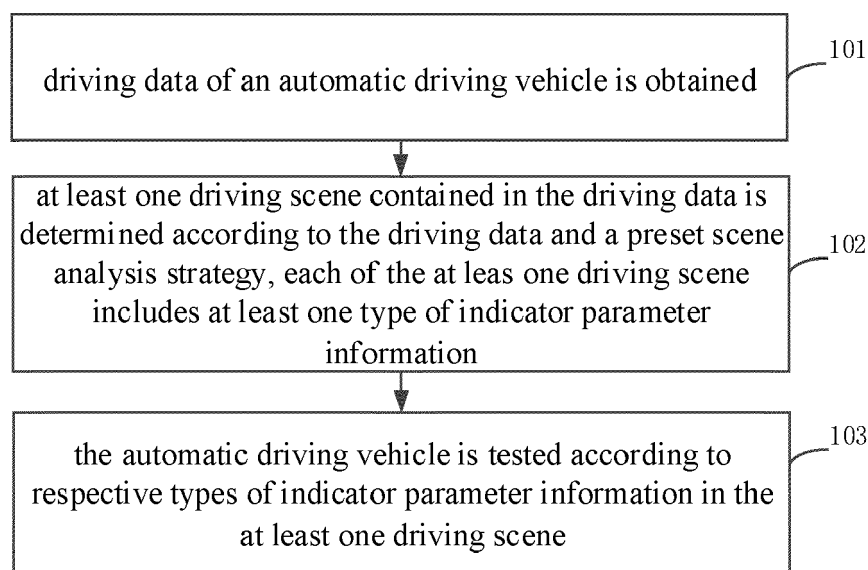 driving data of an automatic driving vehicle is obtained
101
at least one driving scene contained in the driving data is
determined according to the driving data and a preset scene
analysis strategy, each of the at leas one driving scene
includes at least one type of indicator parameter
information
102
the automatic driving vehicle is tested according to
respective types of indicator parameter information in the
at least one driving scene
103